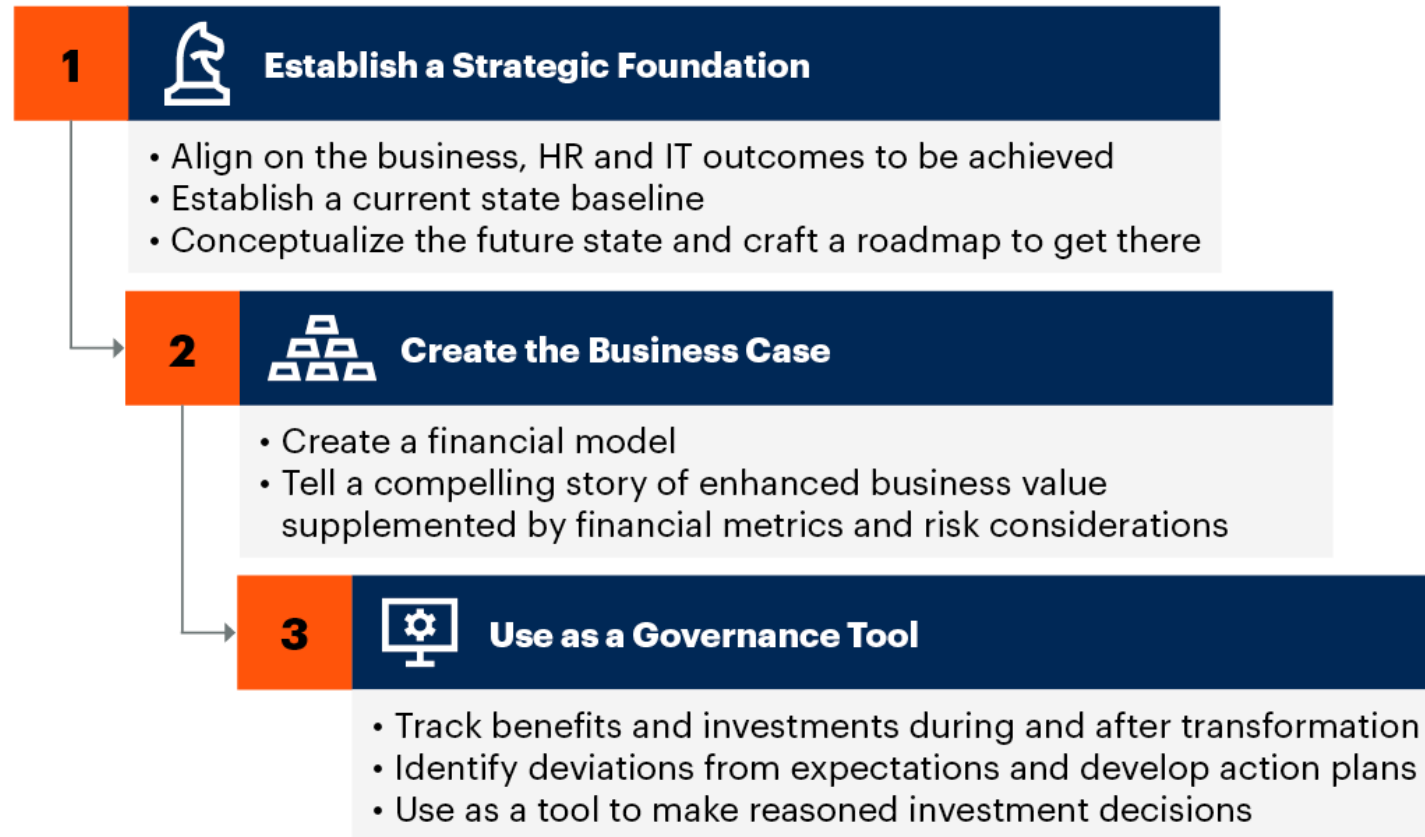 1
Establish a Strategic Foundation
• Align on the business, HR and IT outcomes to be achieved
• Establish a current state baseline
• Conceptualize the future state and craft a roadmap to get there
2
Create the Business Case
• Create a financial model
• Tell a compelling story of enhanced business value
supplemented by financial metrics and risk considerations
3
Use as a Governance Tool
• Track benefits and investments during and after transformation
• Identify deviations from expectations and develop action plans
• Use as a tool to make reasoned investment decisions